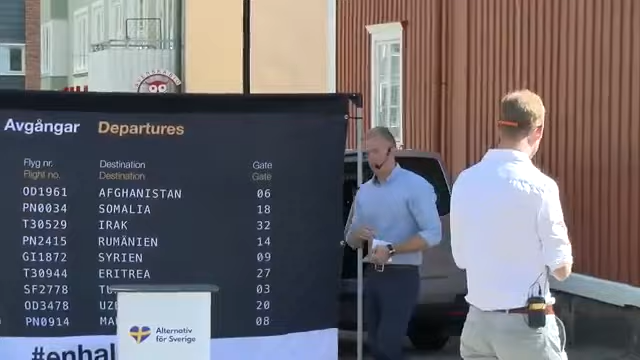 Avgångar Departures
Flyg nr. Destination Gate
Flight no. Destination Gate
OD1961 AFGHANISTAN 06
PN0034 SOMALIA 18
T30529 IRAK 32
PN2415 RUMÄNIEN 14
GI1872 SYRIEN 09
T30944 ERITREA 27
SF2778 03
OD3478 20
PN0914 08
Alternativ
för Sverige